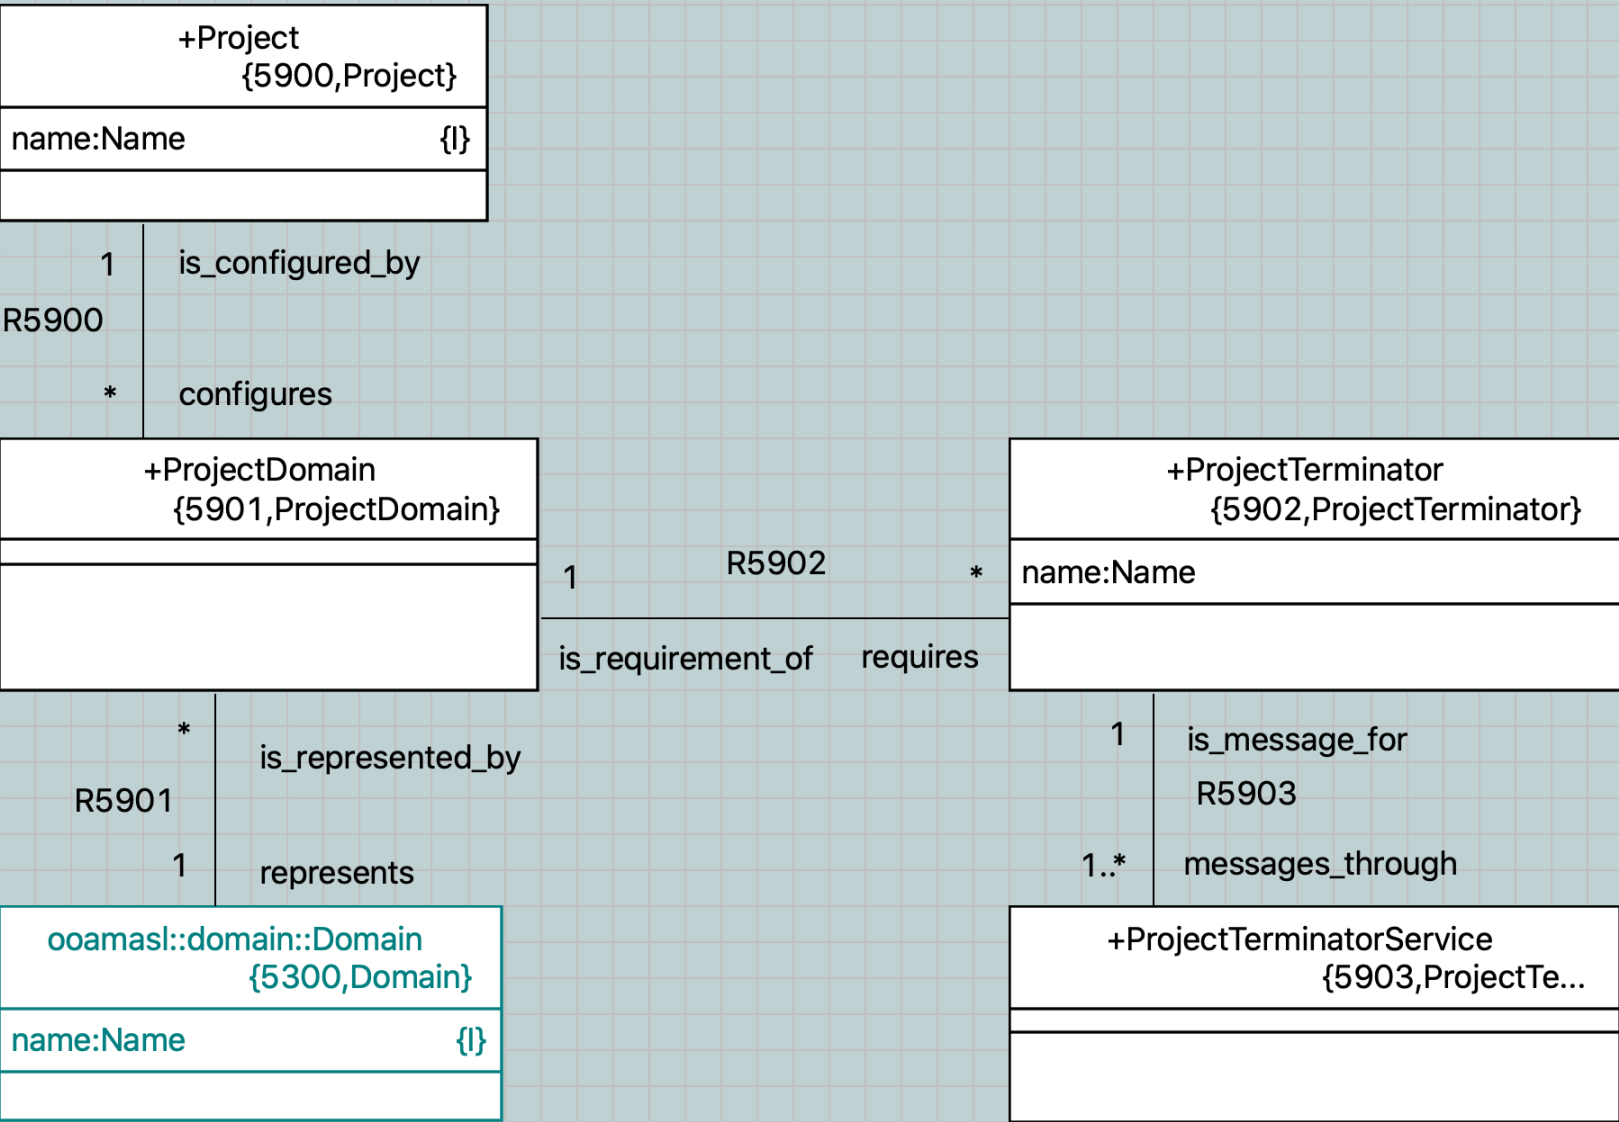 +Project
{5900,Project}
name:Name {I}
1 is_configured_by
R5900
* configures
+ProjectDomain
{5901,ProjectDomain}
+ProjectTerminator
{5902,ProjectTerminator}
name:Name
1 R5902 *
is_requirement_of requires
* is_represented_by
R5901
1 represents
1 is_message_for
R5903
1..* messages_through
ooamasl::domain::Domain
{5300,Domain}
name:Name {I}
+ProjectTerminatorService
{5903,ProjectTe...